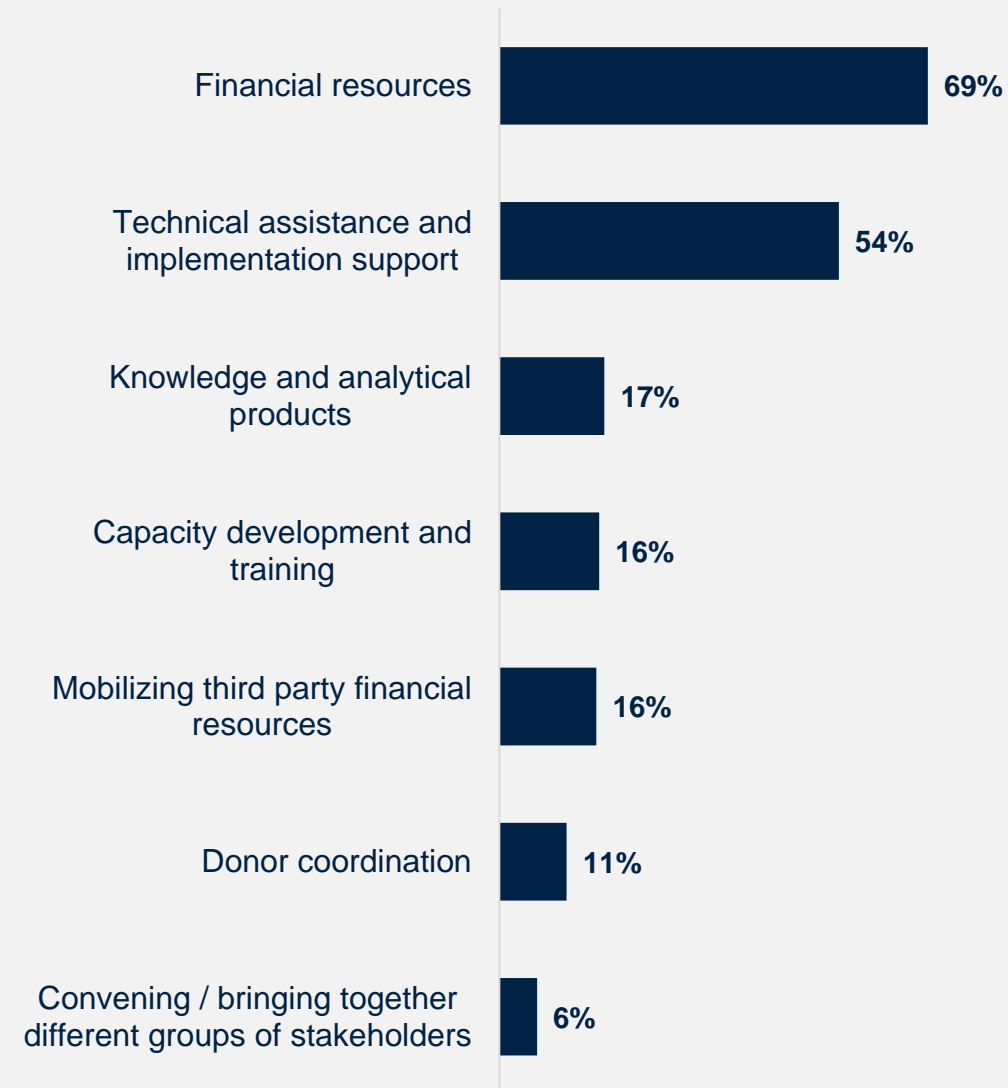 Financial resources
69%
Technical assistance and
implementation support
54%
Knowledge and analytical
products
17%
Capacity development and
training
16%
Mobilizing third party financial
resources
16%
Donor coordination
11%
Convening / bringing together
different groups of stakeholders
6%